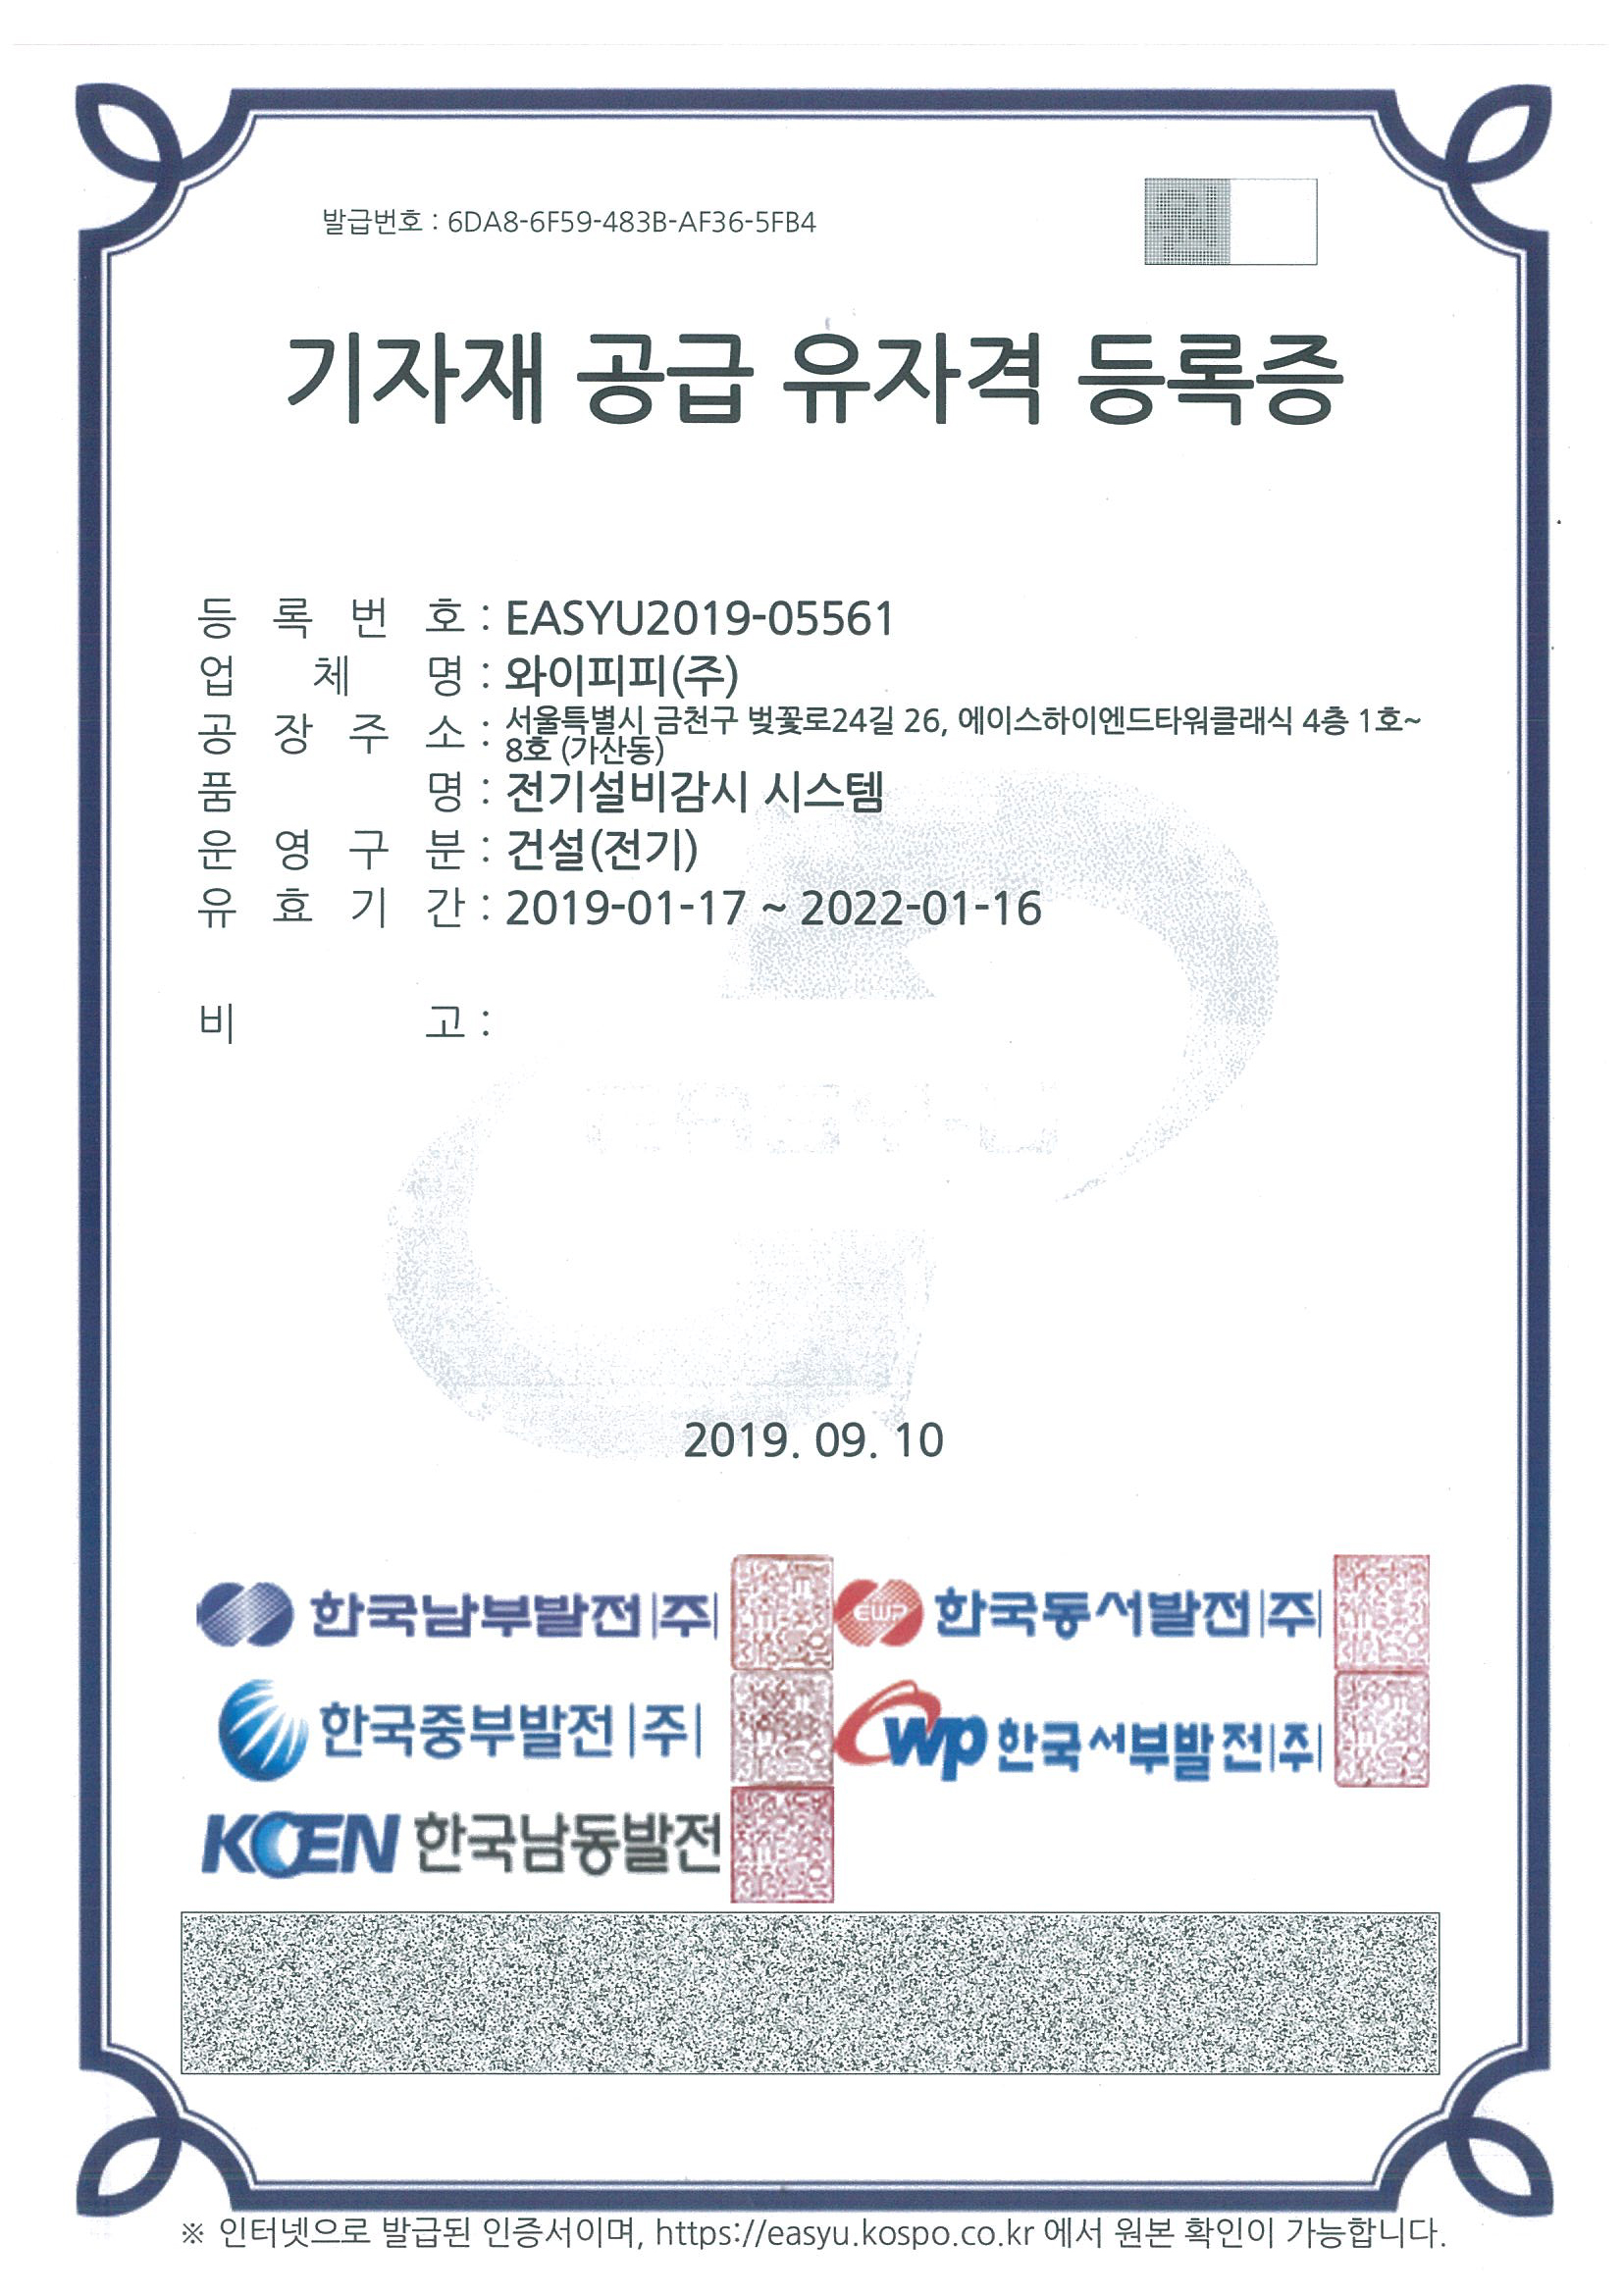 발급번호 : 6DA8-6F59-483B-AF36-5FB4
기자재 공급 유자격 등록증
등 록 번 호 : EASYU2019-05561
업 체 명 : 와이피피(주)
공 장 주 소 : 서울특별시 금천구 벚꽃로24길 26, 에이스하이엔드타워클래식 4층 1호~
8호 (가산동)
품 명 : 전기설비감시 시스템
운 영 구 분 : 건설(전기)
유 효 기 간 : 2019-01-17 ~ 2022-01-16
비 고 :
EASY-U
2019. 09. 10
한국남부발전|주| EWP 한국동서발전|주|
한국중부발전|주| wp 한국서부발전|주|
KOEN 한국남동발전
※ 인터넷으로 발급된 인증서이며, https://easyu.kospo.co.kr 에서 원본 확인이 가능합니다.